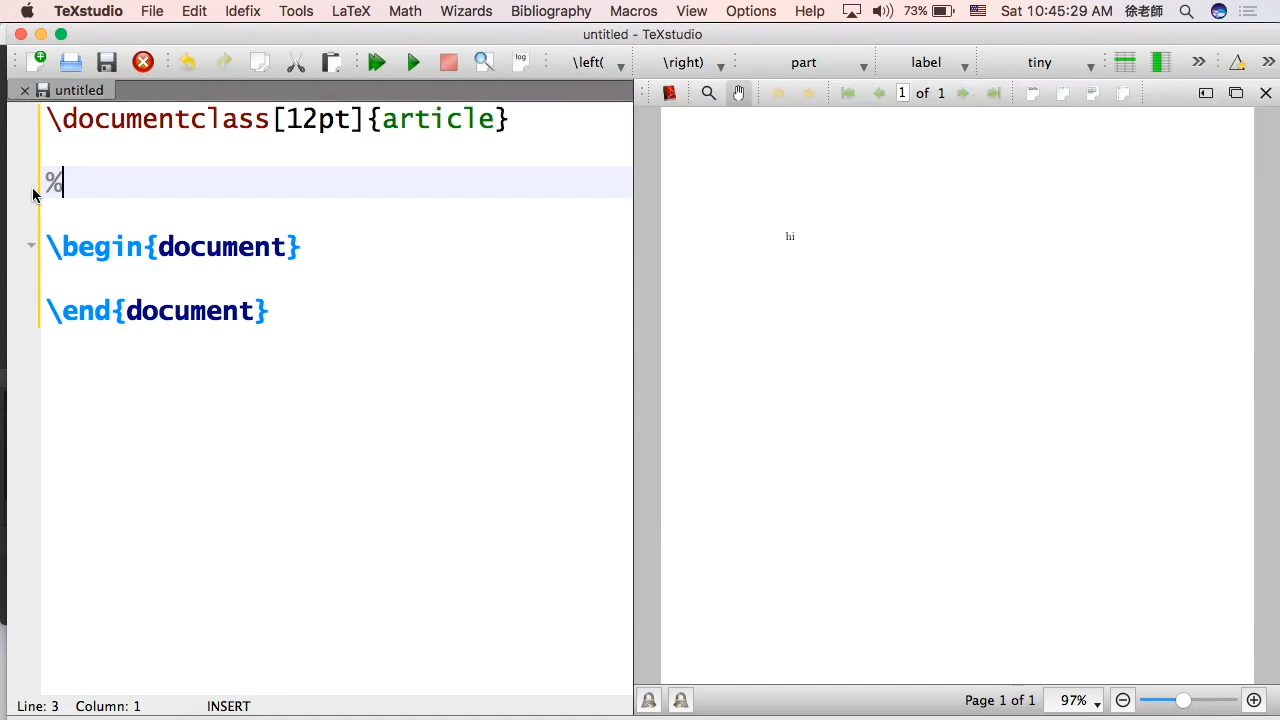 TeXstudio File Edit Idefix Tools LaTeX Math Wizards Bibliography Macros View Options Help 73% Sat 10:45:29 AM 徐老師
untitled - TeXstudio
log \left( \right) part label tiny
untitled
1 of 1
\documentclass[12pt]{article}
%
\begin{document}
\end{document}
hi
Line: 3 Column: 1 INSERT
Page 1 of 1 97%